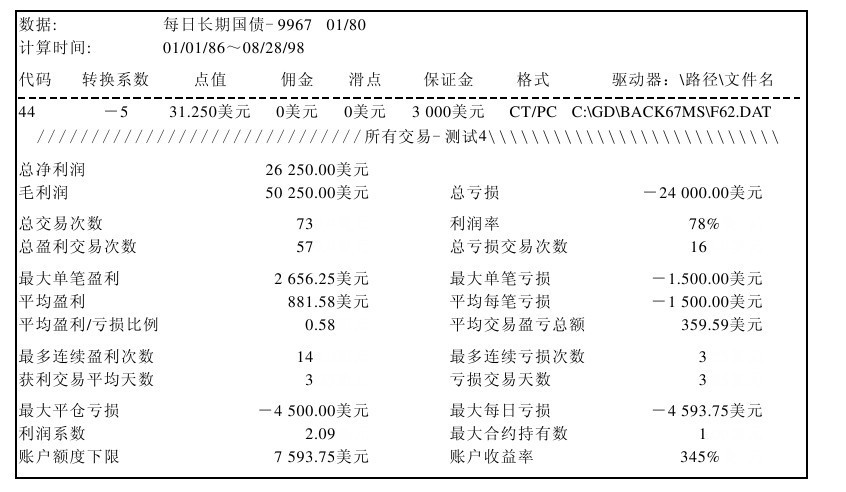 数据: 每日长期国债-9967 01/80
计算时间: 01/01/86～08/28/98
代码 转换系数 点值 佣金 滑点 保证金 格式 驱动器：\路径\文件名
44 －5 31.250美元 0美元 0美元 3 000美元 CT/PC C:\GD\BACK67MS\F62.DAT
//////////////////////////////所有交易-测试4\\\\\\\\\\\\\\\\\\\\\\\\\\\
总净利润 26 250.00美元
毛利润 50 250.00美元 总亏损 －24 000.00美元
总交易次数 73 利润率 78%
总盈利交易次数 57 总亏损交易次数 16
最大单笔盈利 2 656.25美元 最大单笔亏损 －1.500.00美元
平均盈利 881.58美元 平均每笔亏损 －1 500.00美元
平均盈利/亏损比例 0.58 平均交易盈亏总额 359.59美元
最多连续盈利次数 14 最多连续亏损次数 3
获利交易平均天数 3 亏损交易天数 3
最大平仓亏损 －4 500.00美元 最大每日亏损 －4 593.75美元
利润系数 2.09 最大合约持有数 1
账户额度下限 7 593.75美元 账户收益率 345%